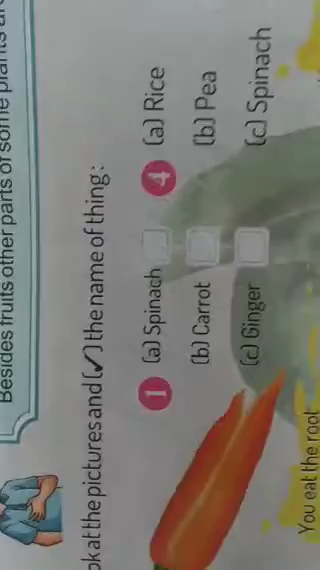 Besides fruits other parts of some plants
ok at the pictures and (✓) the name of thing :
1 (a) Spinach
(b) Carrot
(c) Ginger
You eat the root
4 (a) Rice
(b) Pea
(c) Spinach